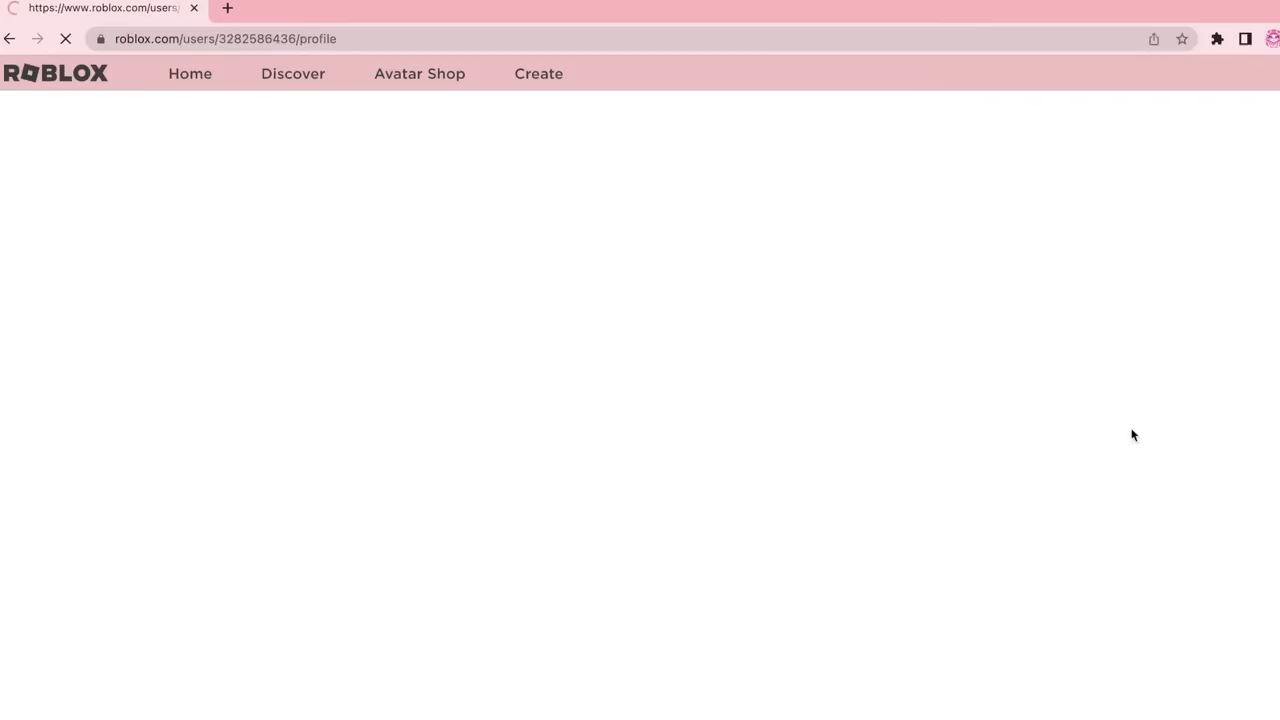 https://www.roblox.com/users/
roblox.com/users/3282586436/profile
ROBLOX Home Discover Avatar Shop Create